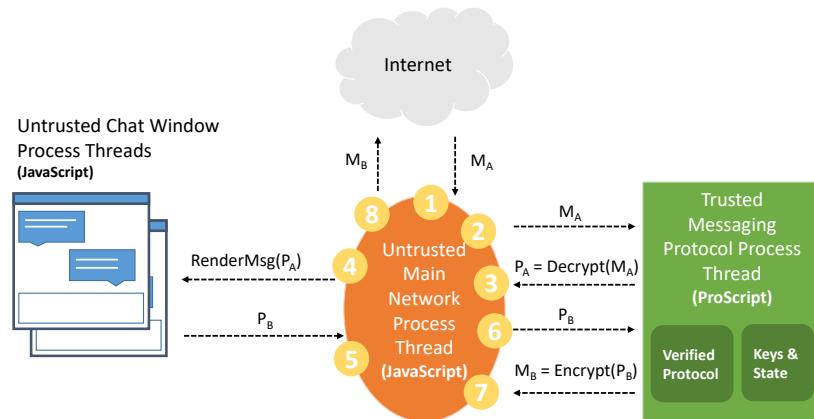 Internet
Untrusted Chat Window
Process Threads
(JavaScript)
M_B
M_A
1
2
3
4
5
6
7
8
Untrusted
Main
Network
Process
Thread
(JavaScript)
RenderMsg(P_A)
P_B
M_A
P_A = Decrypt(M_A)
P_B
M_B = Encrypt(P_B)
Trusted
Messaging
Protocol Process
Thread
(ProScript)
Verified
Protocol
Keys &
State